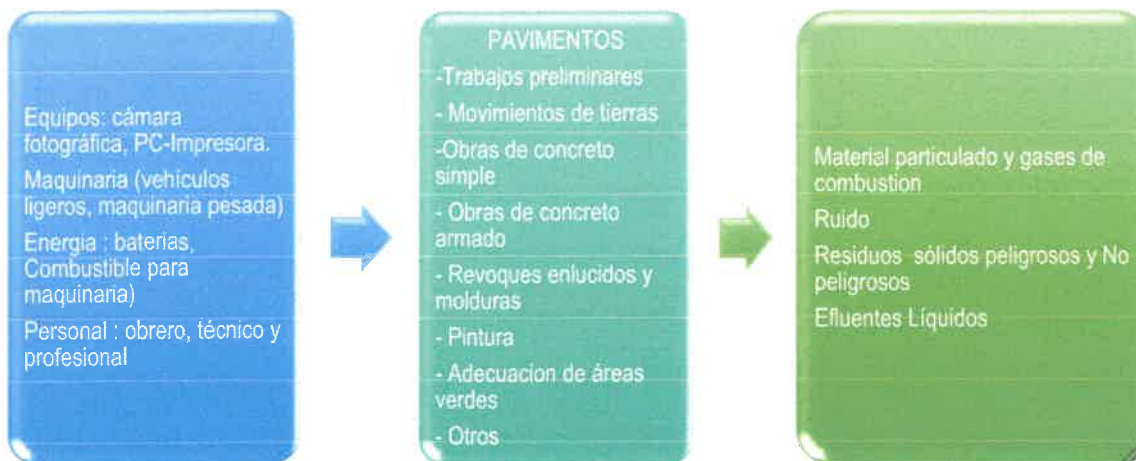 Equipos: cámara
fotográfica, PC-Impresora.
Maquinaria (vehículos
ligeros, maquinaria pesada)
Energia : baterias,
Combustible para
maquinaria)
Personal : obrero, técnico y
profesional
PAVIMENTOS
-Trabajos preliminares
- Movimientos de tierras
-Obras de concreto
simple
- Obras de concreto
armado
- Revoques enlucidos y
molduras
- Pintura
- Adecuacion de áreas
verdes
- Otros
Material particulado y gases de
combustion
Ruido
Residuos sólidos peligrosos y No
peligrosos
Efluentes Líquidos